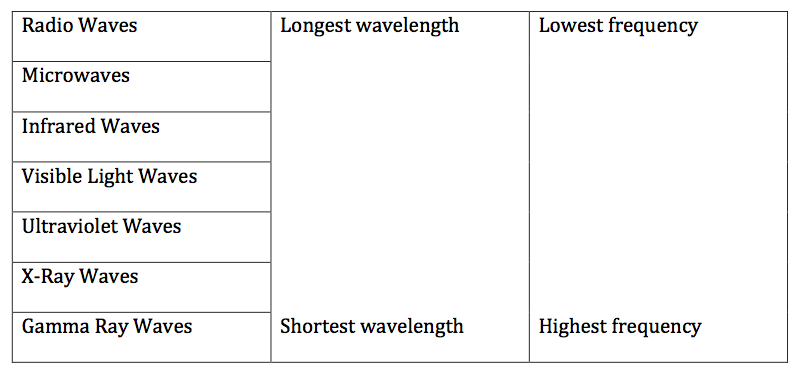 Radio Waves Longest wavelength Lowest frequency
Microwaves
Infrared Waves
Visible Light Waves
Ultraviolet Waves
X-Ray Waves
Gamma Ray Waves Shortest wavelength Highest frequency